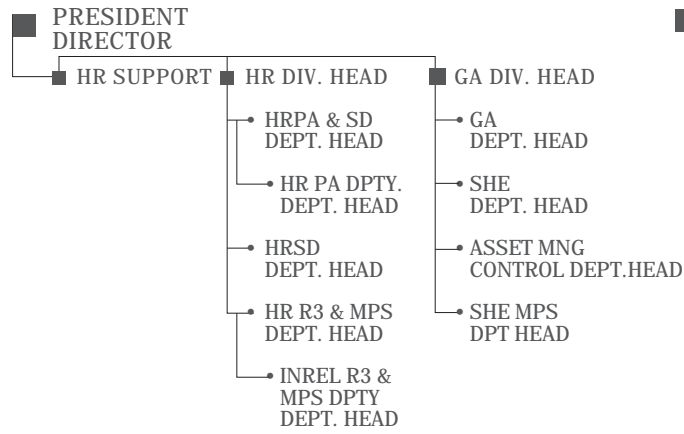 PRESIDENT
DIRECTOR
HR SUPPORT
HR DIV. HEAD
HRPA & SD
DEPT. HEAD
HR PA DPTY.
DEPT. HEAD
HRSD
DEPT. HEAD
HR R3 & MPS
DEPT. HEAD
INREL R3 &
MPS DPTY
DEPT. HEAD
GA DIV. HEAD
GA
DEPT. HEAD
SHE
DEPT. HEAD
ASSET MNG
CONTROL DEPT.HEAD
SHE MPS
DPT HEAD